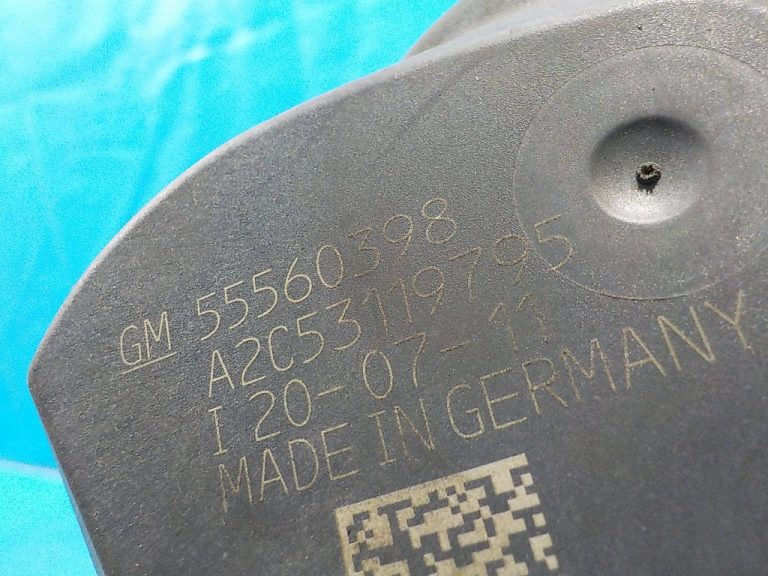 GM 55560398
A2C53119795
I 20-07-11
MADE IN GERMANY